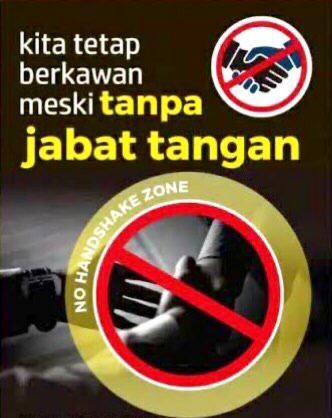 kita tetap
berkawan
meski tanpa
jabat tangan
NO HANDSHAKE ZONE